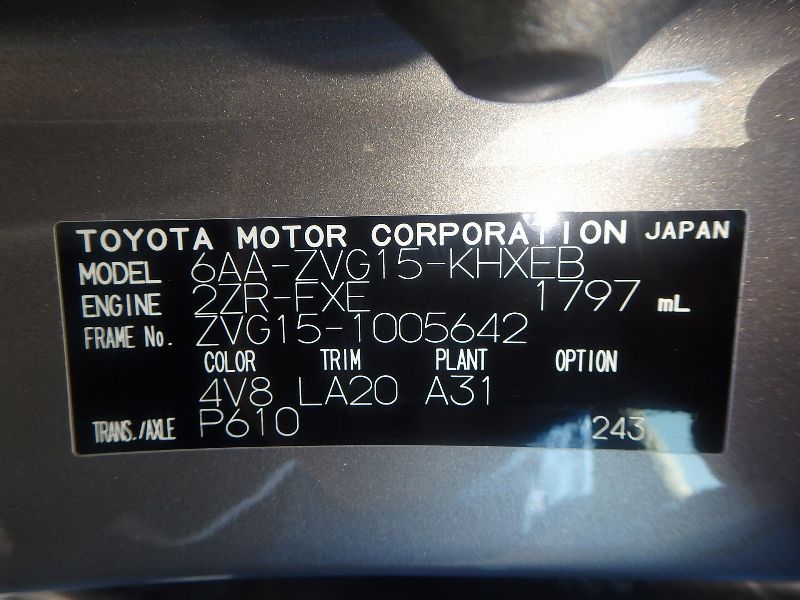 TOYOTA MOTOR CORPORATION JAPAN
MODEL 6AA-ZVG15-KHXEB
ENGINE 2ZR-FXE 1797 mL
FRAME No. ZVG15-1005642
COLOR TRIM PLANT OPTION
4V8 LA20 A31
TRANS./AXLE P610 243